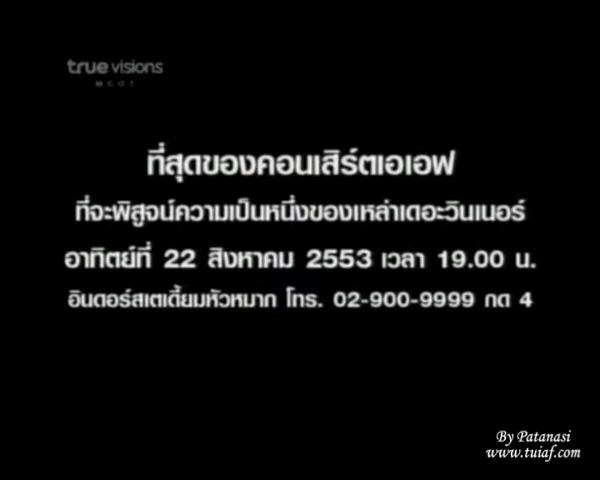 true visions
MCOT
ที่สุดของคอนเสิร์ตเอเอฟ
ที่จะพิสูจน์ความเป็นหนึ่งของเหล่าเดอะวินเนอร์
อาทิตย์ที่ 22 สิงหาคม 2553 เวลา 19.00 น.
อินดอร์สเตเดี้ยมหัวหมาก โทร. 02-900-9999 กด 4
By Patanasi
www.tuiaf.com